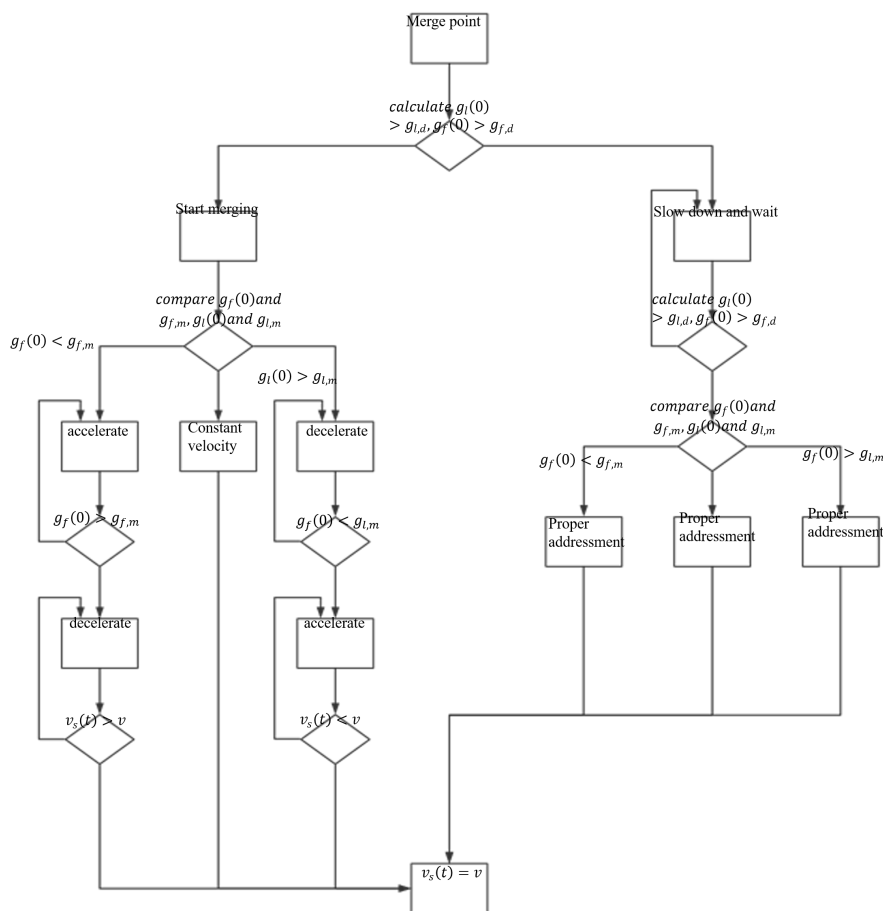 Merge point
calculate g_l(0)
> g_{l,d}, g_f(0) > g_{f,d}
Start merging
Slow down and wait
compare g_f(0)and
g_{f,m}, g_l(0)and g_{l,m}
calculate g_l(0)
> g_{l,d}, g_f(0) > g_{f,d}
g_f(0) < g_{f,m}
g_l(0) > g_{l,m}
accelerate
Constant
velocity
decelerate
compare g_f(0)and
g_{f,m}, g_l(0)and g_{l,m}
g_f(0) < g_{f,m}
g_f(0) > g_{l,m}
g_f(0) > g_{f,m}
g_f(0) < g_{l,m}
Proper
addressment
Proper
addressment
Proper
addressment
decelerate
accelerate
v_s(t) > v
v_s(t) < v
v_s(t) = v